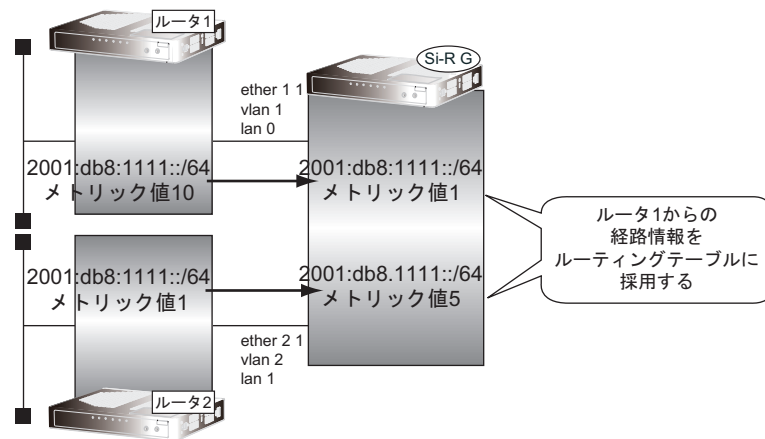 ルータ1
Si-R G
ether 1 1
vlan 1
lan 0
2001:db8:1111::/64
メトリック値10
2001:db8:1111::/64
メトリック値1
ルータ1からの
経路情報を
ルーティングテーブルに
採用する
2001:db8:1111::/64
メトリック値1
2001:db8.1111::/64
メトリック値5
ether 2 1
vlan 2
lan 1
ルータ2